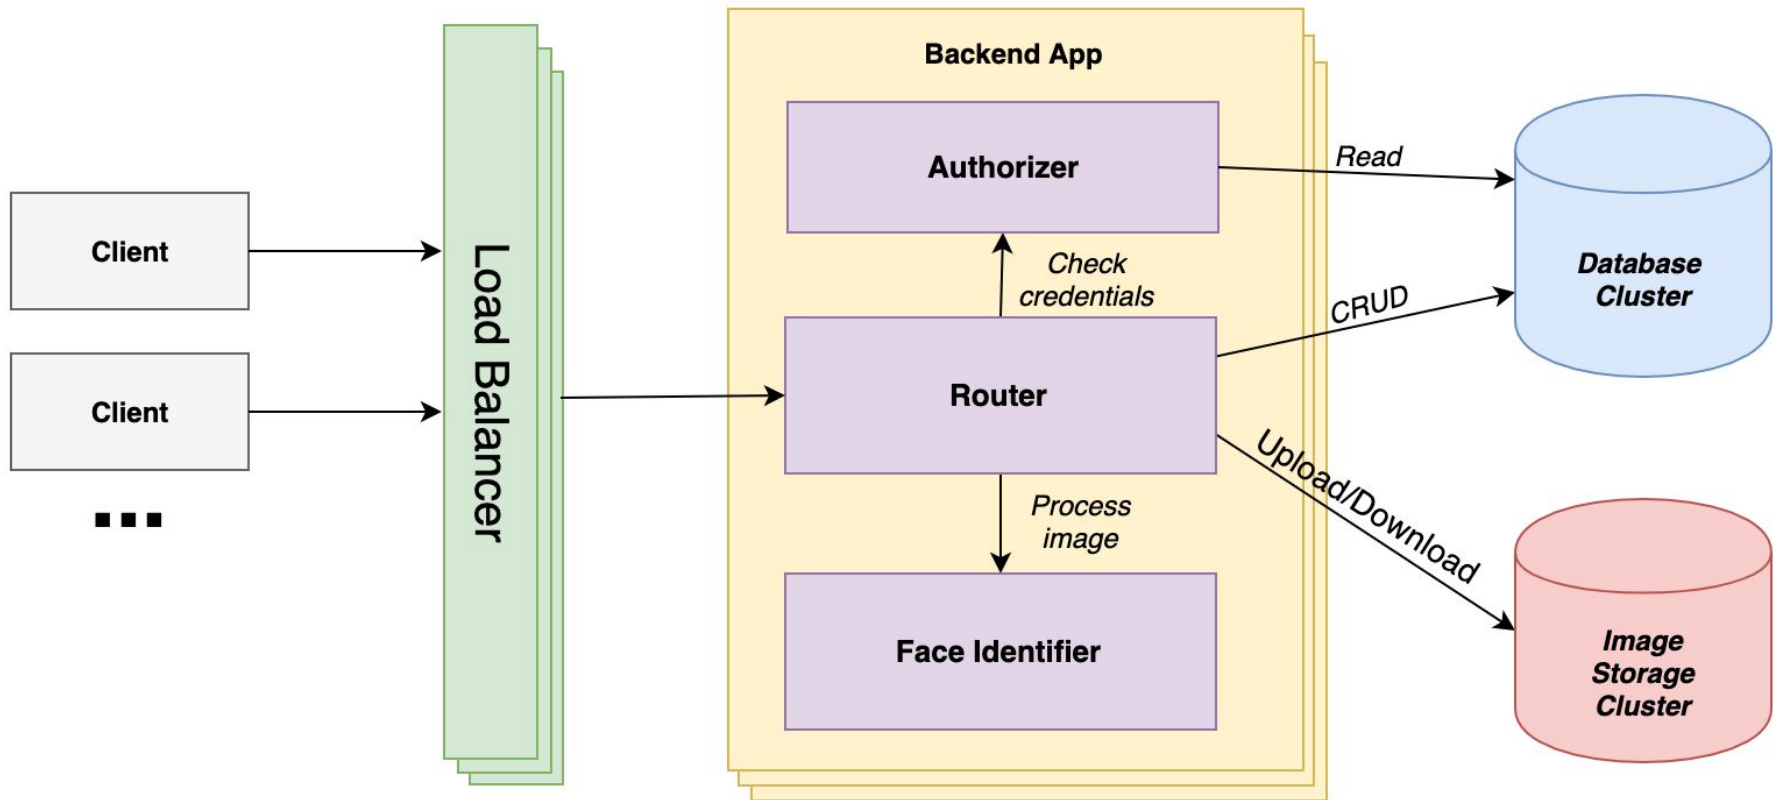 Backend App
Authorizer
Read
Client
Load Balancer
Check
credentials
Database
Cluster
CRUD
Client
Router
Upload/Download
Process
image
Face Identifier
Image
Storage
Cluster